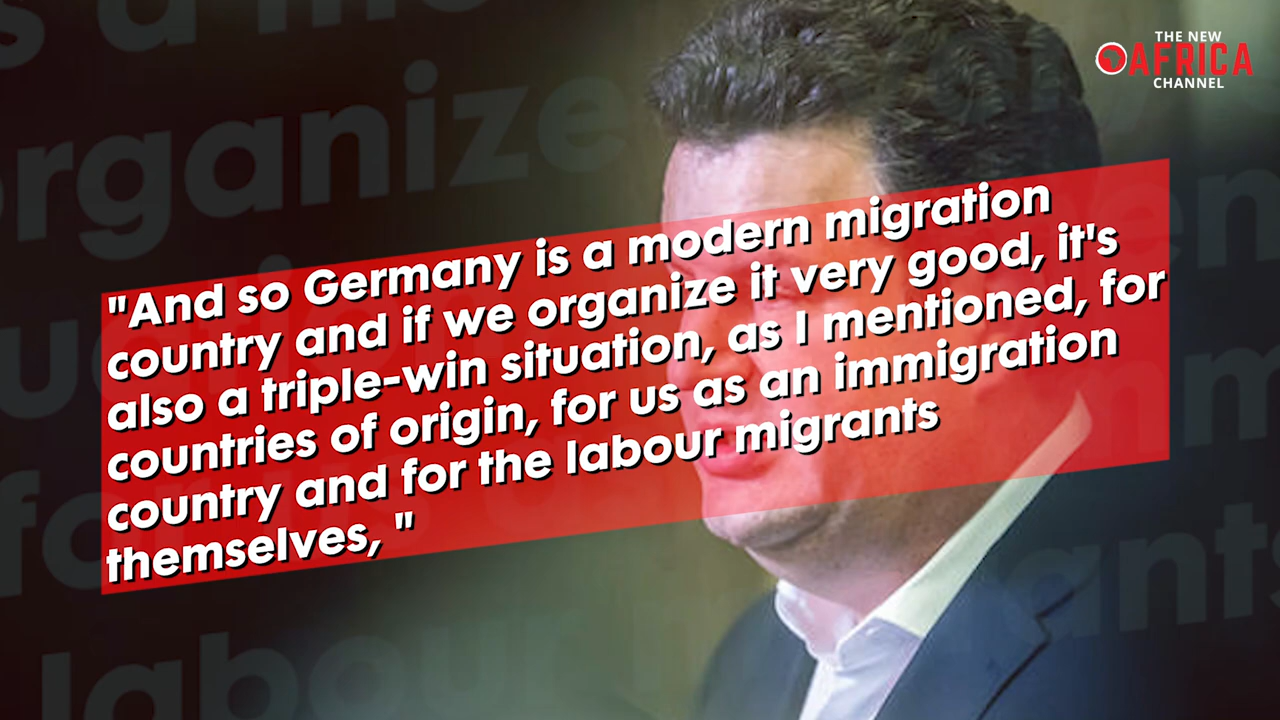 THE NEW
AFRICA
CHANNEL
"And so Germany is a modern migration
country and if we organize it very good, it's
also a triple-win situation, as I mentioned, for
countries of origin, for us as an immigration
country and for the labour migrants
themselves, "
organize
labour